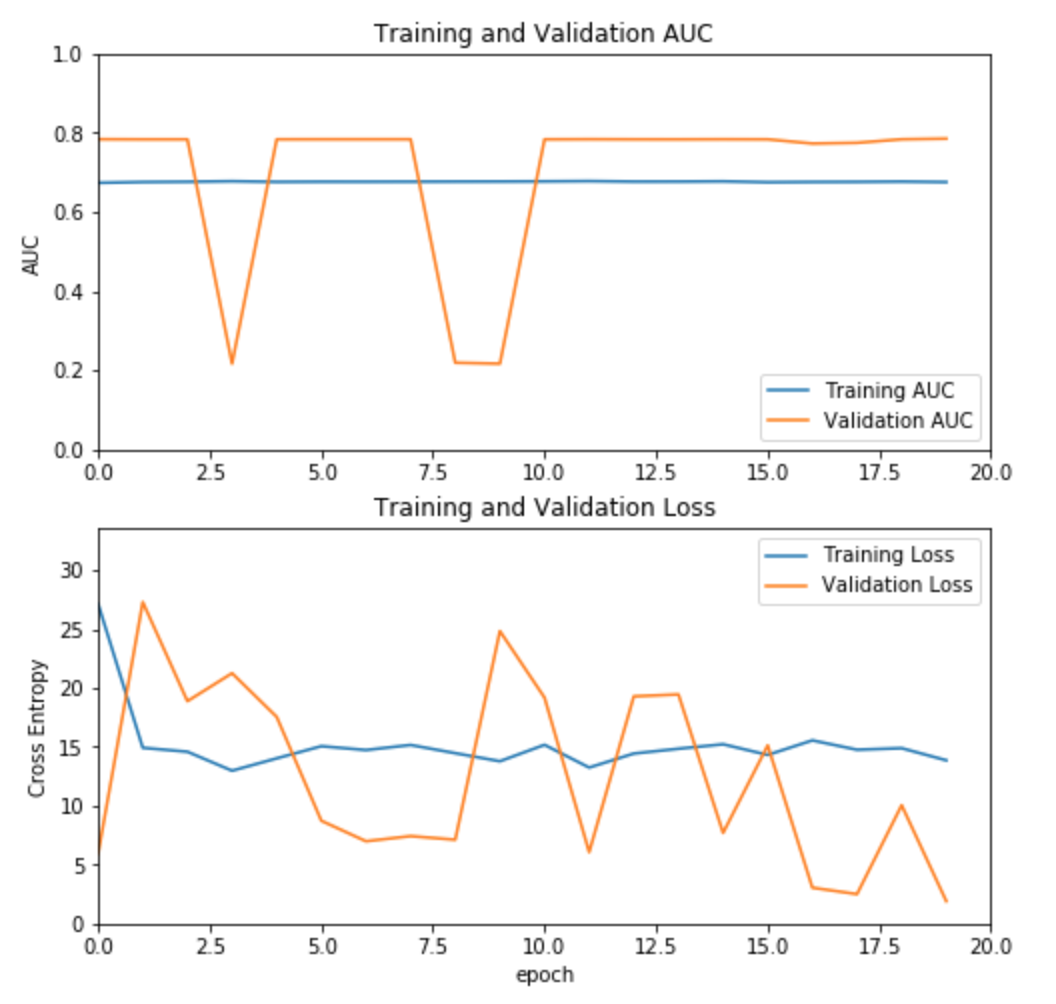 Training and Validation AUC
1.0
0.8
0.6
0.4
0.2
0.0
AUC
Training AUC
Validation AUC
0.0 2.5 5.0 7.5 10.0 12.5 15.0 17.5 20.0
Training and Validation Loss
30
25
20
15
10
5
0
Cross Entropy
Training Loss
Validation Loss
0.0 2.5 5.0 7.5 10.0 12.5 15.0 17.5 20.0
epoch